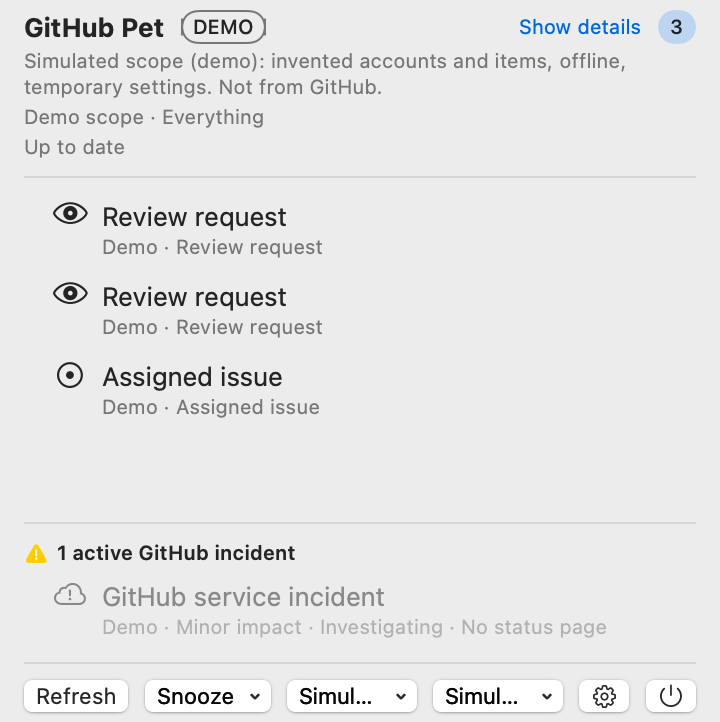 GitHub Pet DEMO Show details 3
Simulated scope (demo): invented accounts and items, offline,
temporary settings. Not from GitHub.
Demo scope · Everything
Up to date
Review request
Demo · Review request
Review request
Demo · Review request
Assigned issue
Demo · Assigned issue
1 active GitHub incident
GitHub service incident
Demo · Minor impact · Investigating · No status page
Refresh Snooze Simul... Simul...